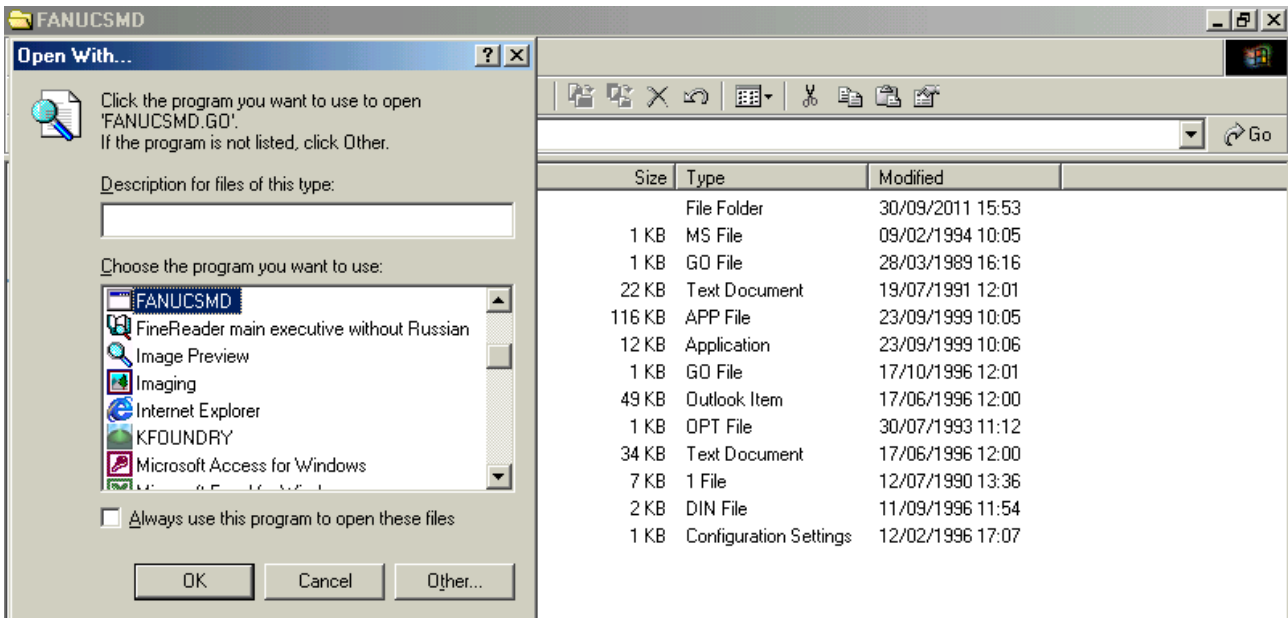 FANUCSMD
Open With...
Click the program you want to use to open
'FANUCSMD.GO'.
If the program is not listed, click Other.
Description for files of this type:
Choose the program you want to use:
FANUCSMD
FineReader main executive without Russian
Image Preview
Imaging
Internet Explorer
KFOUNDRY
Microsoft Access for Windows
Always use this program to open these files
OK Cancel Other...
Go
Size Type Modified
File Folder 30/09/2011 15:53
1 KB MS File 09/02/1994 10:05
1 KB GO File 28/03/1989 16:16
22 KB Text Document 19/07/1991 12:01
116 KB APP File 23/09/1999 10:05
12 KB Application 23/09/1999 10:06
1 KB GO File 17/10/1996 12:01
49 KB Outlook Item 17/06/1996 12:00
1 KB OPT File 30/07/1993 11:12
34 KB Text Document 17/06/1996 12:00
7 KB 1 File 12/07/1990 13:36
2 KB DIN File 11/09/1996 11:54
1 KB Configuration Settings 12/02/1996 17:07